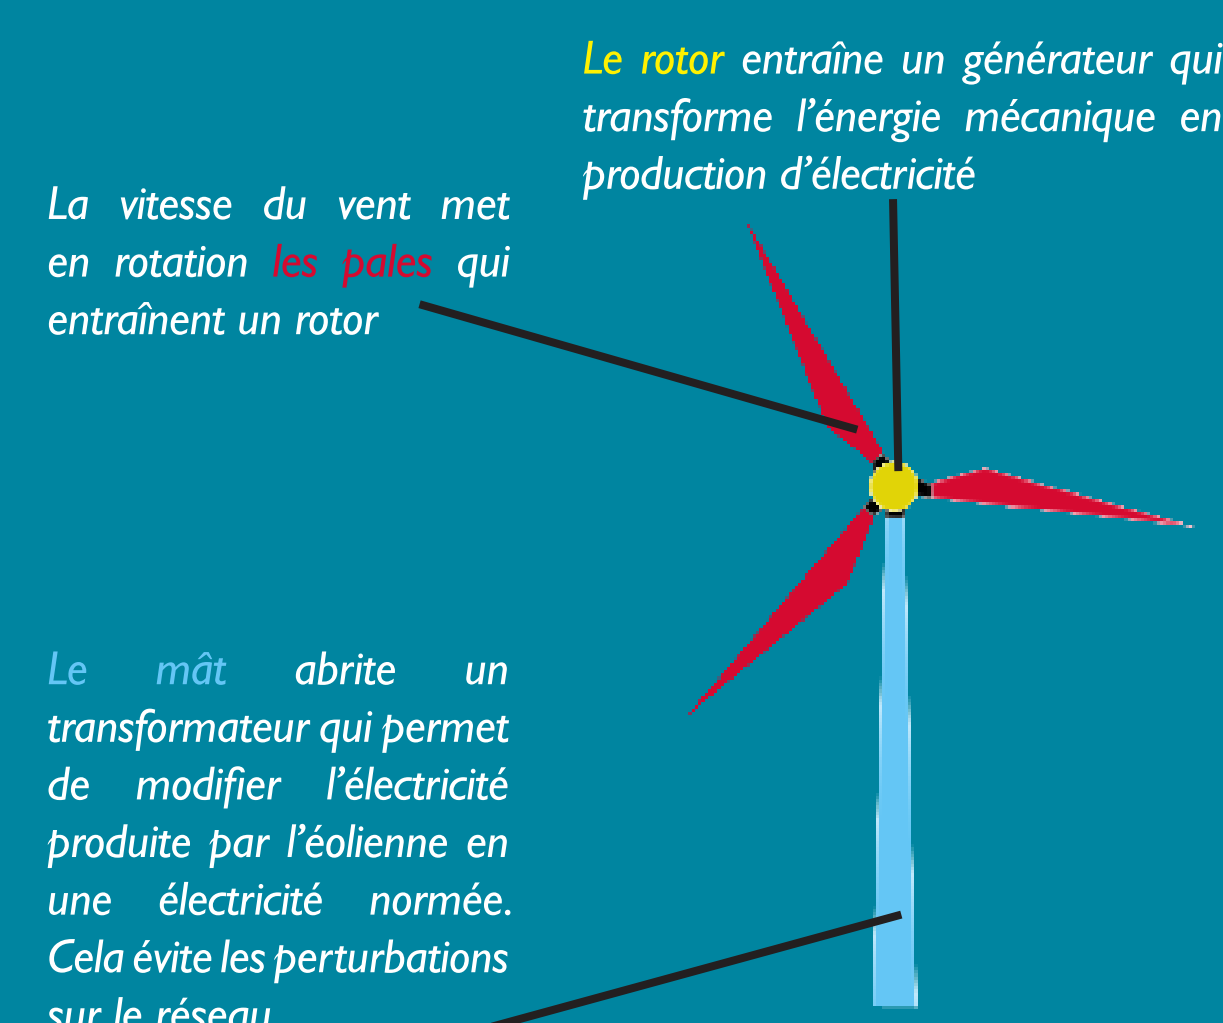 Le rotor entraîne un générateur qui
transforme l’énergie mécanique en
production d’électricité
La vitesse du vent met
en rotation les pales qui
entraînent un rotor
Le mât abrite un
transformateur qui permet
de modifier l’électricité
produite par l’éolienne en
une électricité normée.
Cela évite les perturbations
sur le réseau